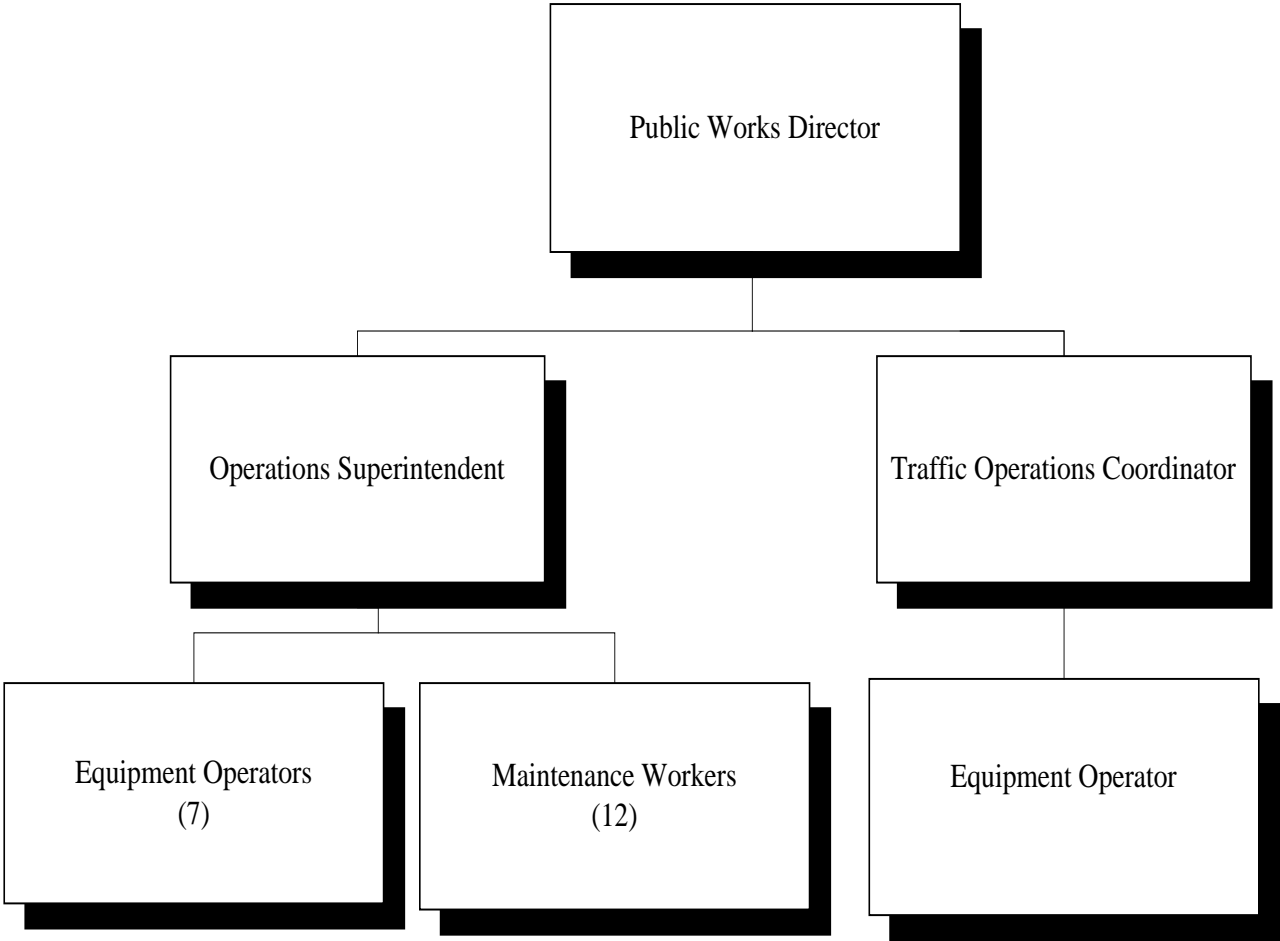 Public Works Director
Operations Superintendent
Traffic Operations Coordinator
Equipment Operators
(7)
Maintenance Workers
(12)
Equipment Operator